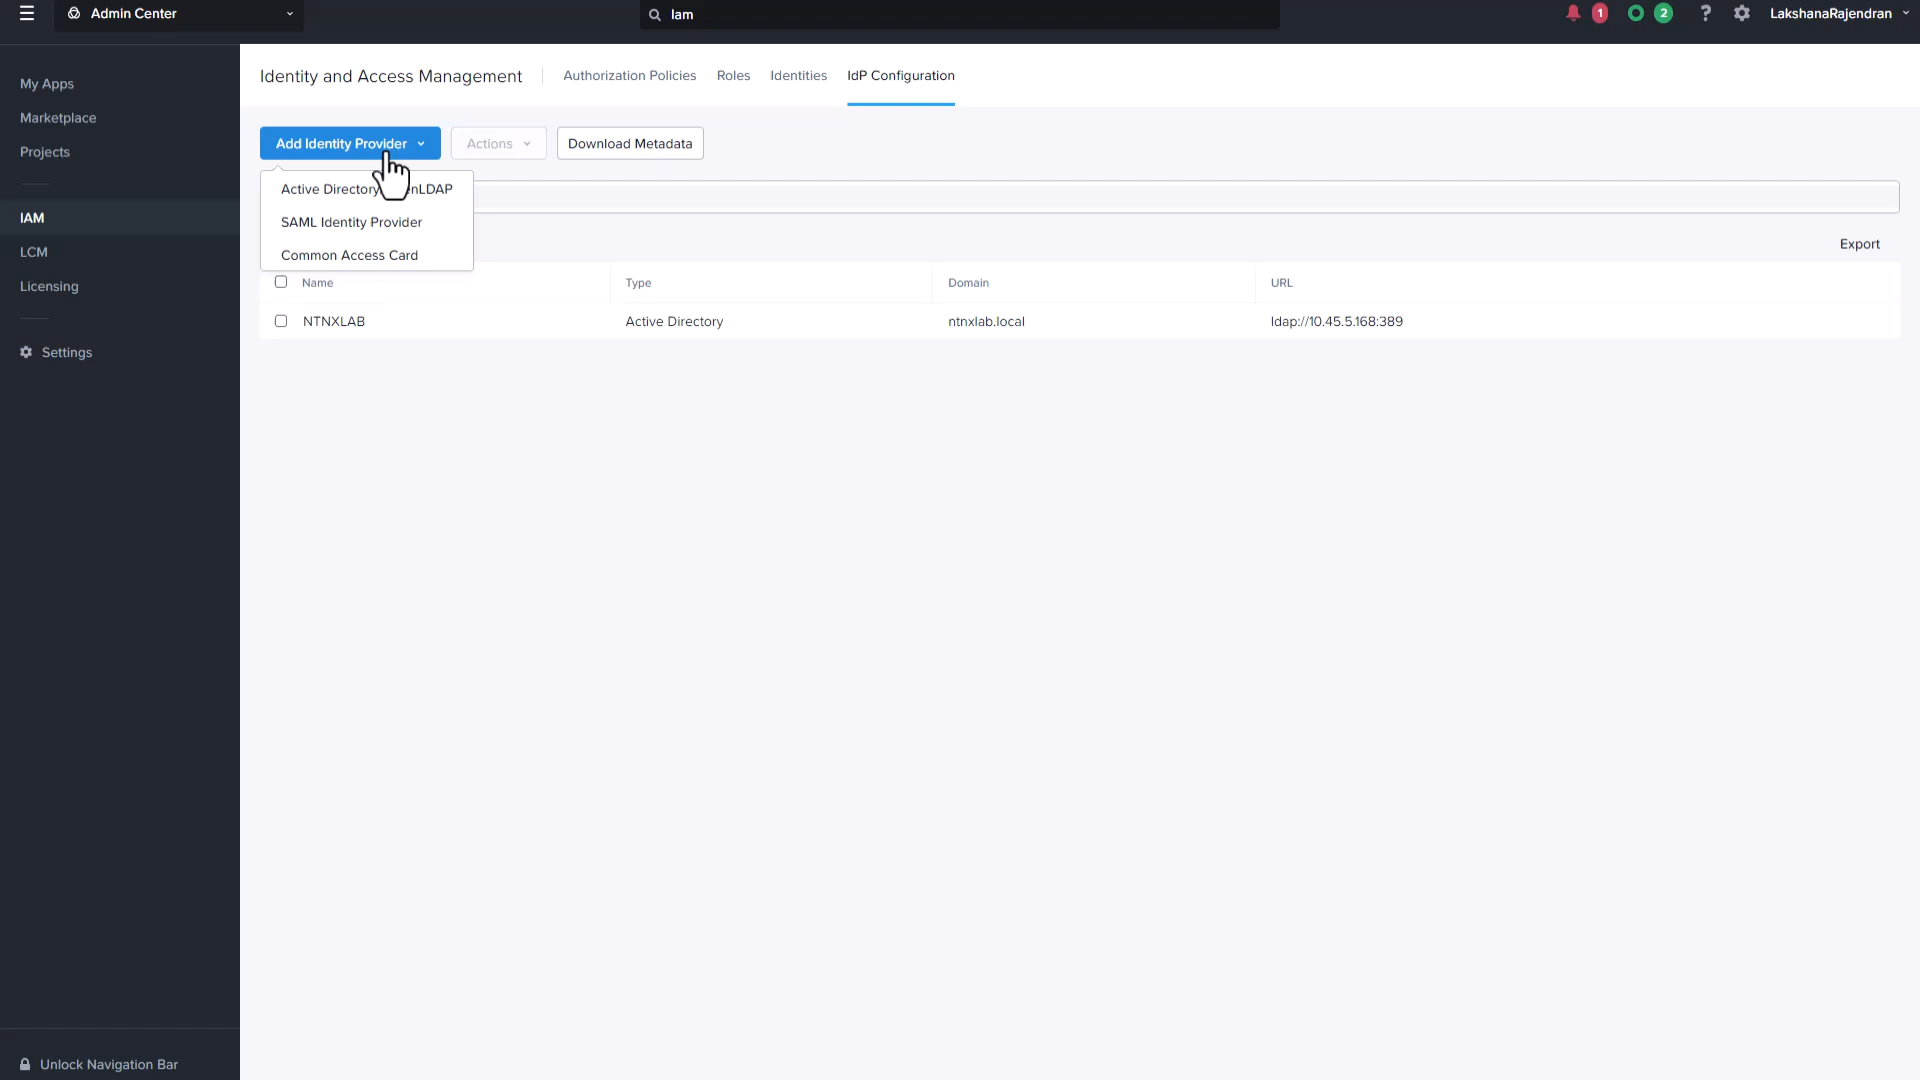 Admin Center
Iam
1
2
?
LakshanaRajendran
My Apps
Marketplace
Projects
IAM
LCM
Licensing
Settings
Unlock Navigation Bar
Identity and Access Management
Authorization Policies
Roles
Identities
IdP Configuration
Add Identity Provider
Actions
Download Metadata
Active Directory
SAML Identity Provider
Common Access Card
Export
Name Type Domain URL
NTNXLAB Active Directory ntnxlab.local ldap://10.45.5.168:389